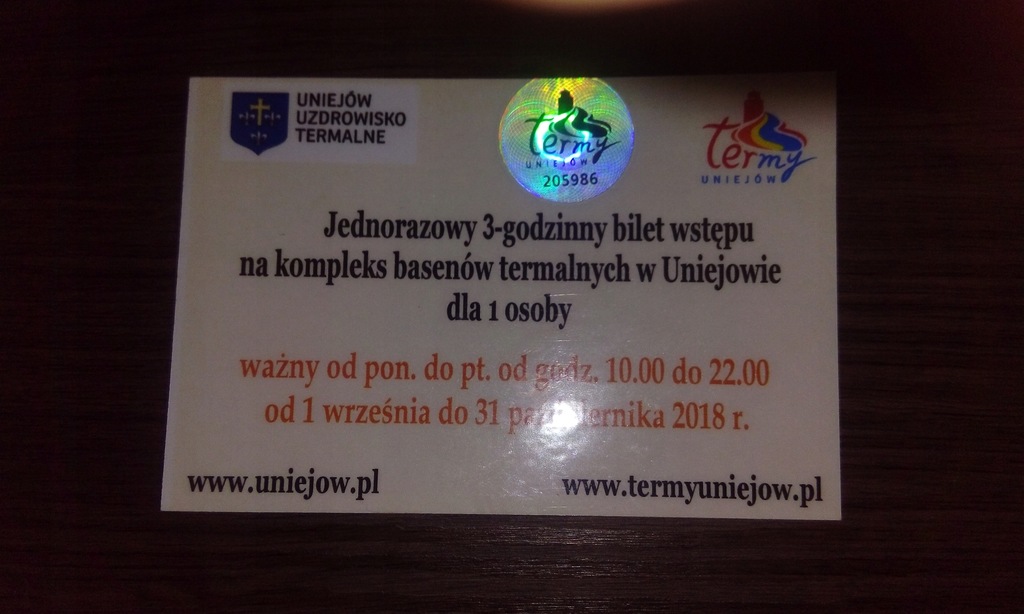 UNIEJÓW
UZDROWISKO
TERMALNE
termy
UNIEJÓW
205986
termy
UNIEJÓW
Jednorazowy 3-godzinny bilet wstępu
na kompleks basenów termalnych w Uniejowie
dla 1 osoby
ważny od pon. do pt. od godz. 10.00 do 22.00
od 1 września do 31 października 2018 r.
www.uniejow.pl
www.termyuniejow.pl